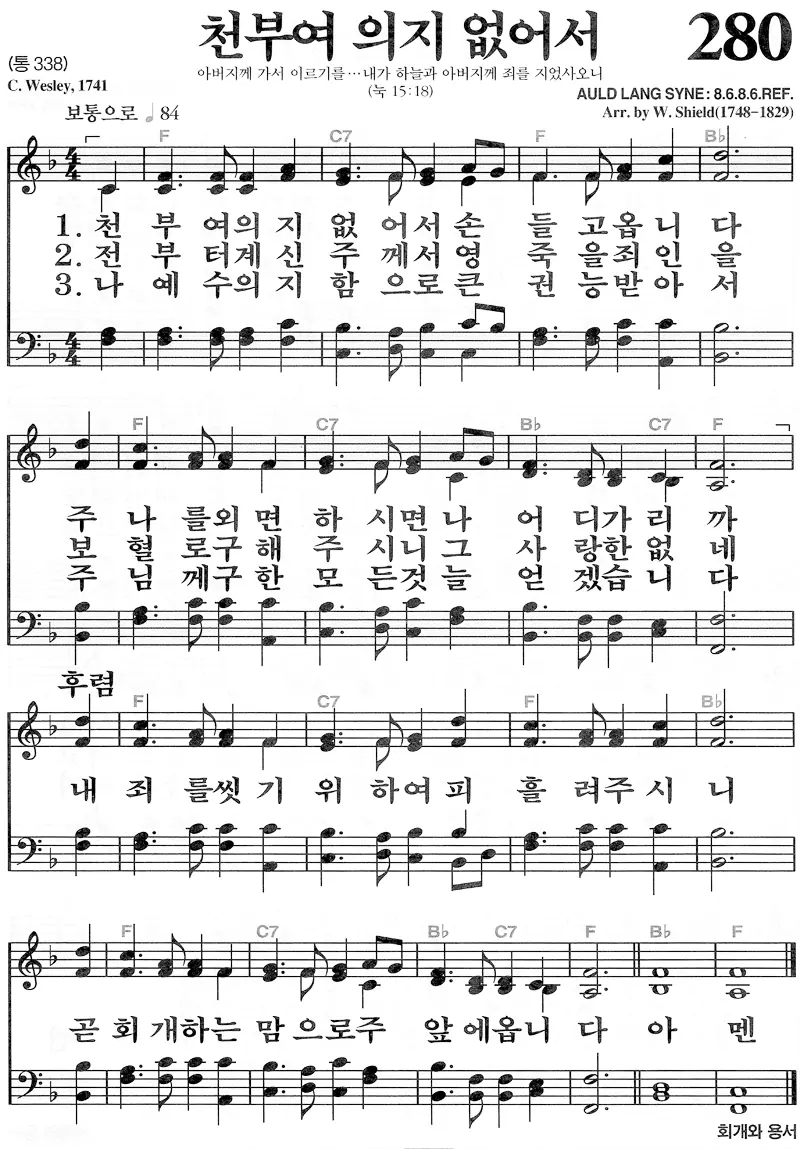 천부여 의지 없어서
280
(통 338)
아버지께 가서 이르기를…내가 하늘과 아버지께 죄를 지었사오니
C. Wesley, 1741
(눅 15:18)
AULD LANG SYNE: 8.6.8.6.REF.
보통으로 ♩ 84
Arr. by W. Shield(1748-1829)
F C7 F B♭
4 4
1. 천 부 여의 지 없 어서 손 들 고옵 니 다
2. 전 부 터계 신 주 께서 영 죽 을죄 인 을
3. 나 예 수의 지 함 으로 큰 권 능받 아 서
4 4
F C7 B♭ C7 F
주 나 를외 면 하 시면 나 어 디가 리 까
보 혈 로구 해 주 시니 그 사 랑한 없 네
주 님 께구 한 모 든것 늘 얻 겠습 니 다
후렴
F C7 F B♭
내 죄 를씻 기 위 하여 피 흘 려주 시 니
F C7 B♭ C7 F B♭ F
곧 회 개하 는 맘 으로 주 앞 에옵 니 다 아 멘
회개와 용서